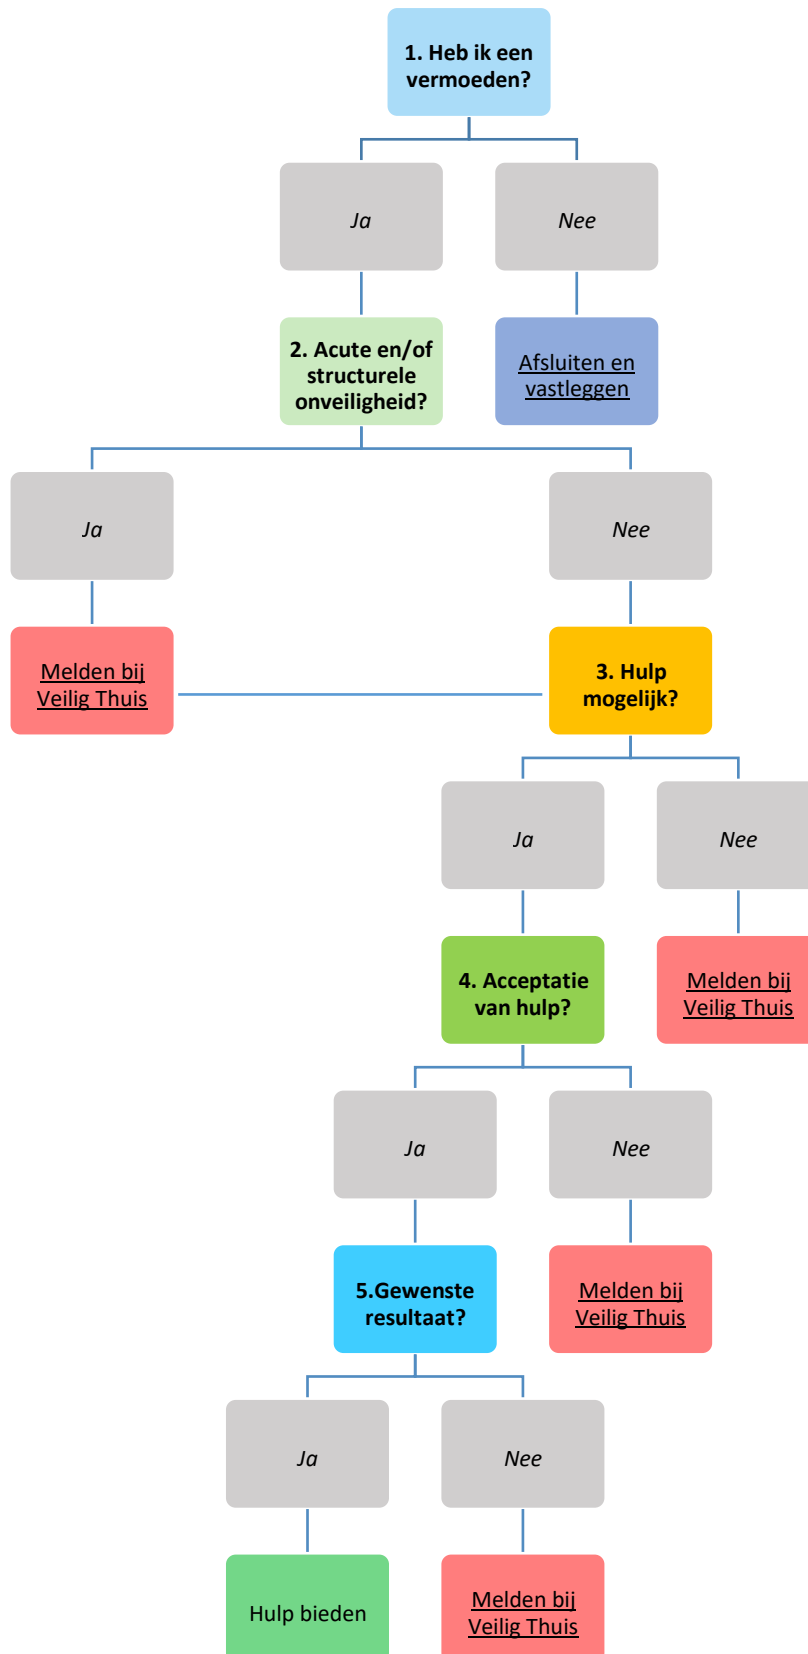 1. Heb ik een
vermoeden?
Ja
Nee
2. Acute en/of
structurele
onveiligheid?
Afsluiten en
vastleggen
Ja
Nee
Melden bij
Veilig Thuis
3. Hulp
mogelijk?
Ja
Nee
4. Acceptatie
van hulp?
Melden bij
Veilig Thuis
Ja
Nee
5.Gewenste
resultaat?
Melden bij
Veilig Thuis
Ja
Nee
Hulp bieden
Melden bij
Veilig Thuis